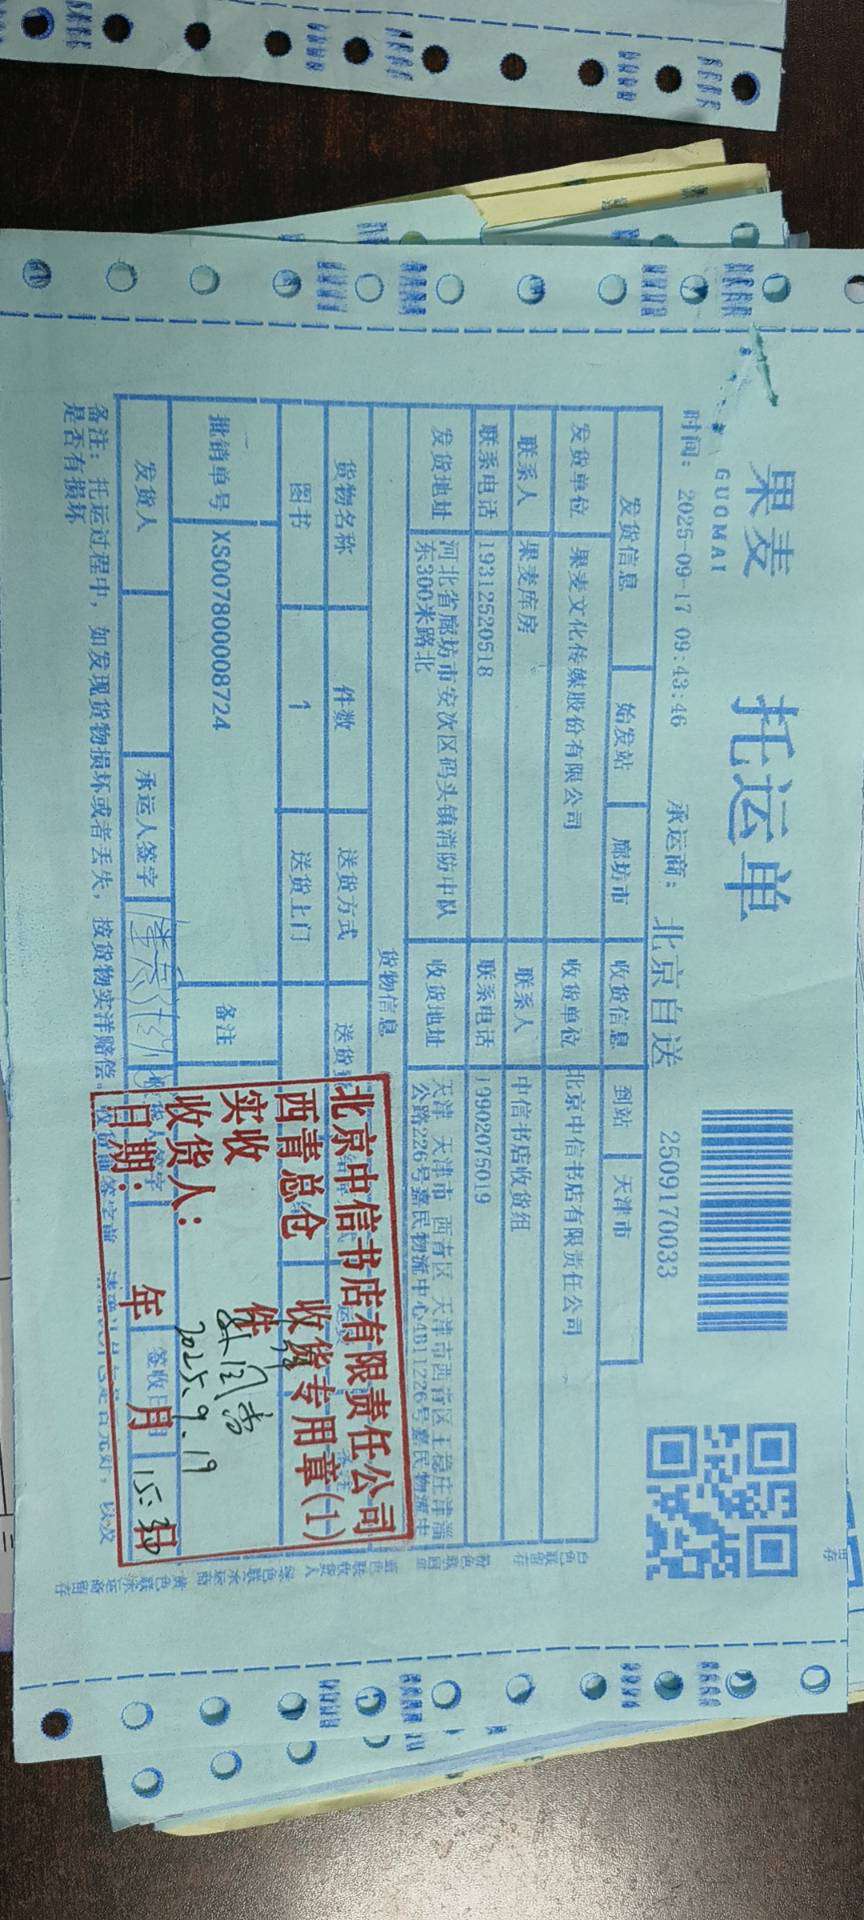 果麦
GUOMAI
托运单
时间: 2025-09-17 09:43:46 承运商: 北京自送 2509170033
发货信息 始发站 廊坊市 收货信息 到站 天津市
发货单位 果麦文化传媒股份有限公司 收货单位 北京中信书店有限责任公司
联系人 果麦库房 联系人 中信书店收货组
联系电话 19312520518 联系电话 19902075019
发货地址 河北省廊坊市安次区码头镇消防中队东300米路北 收货地址 天津 天津市 西青区 天津市西青区王稳庄津淄公路226号嘉民物流中心4B11226号嘉民物流中
货物信息
货物名称 件数 送货方式 送货
图书 1 送货上门
批销单号 XS007800008724 备注
发货人 承运人签字 签收日
备注: 托运过程中, 如发现货物损坏或者丢失, 按货物实洋赔偿。
是否有损坏
北京中信书店有限责任公司
西青总仓 收货专用章(1)
实收 件
收货人:
日期: 年 月 日
2025.9.19
15:30